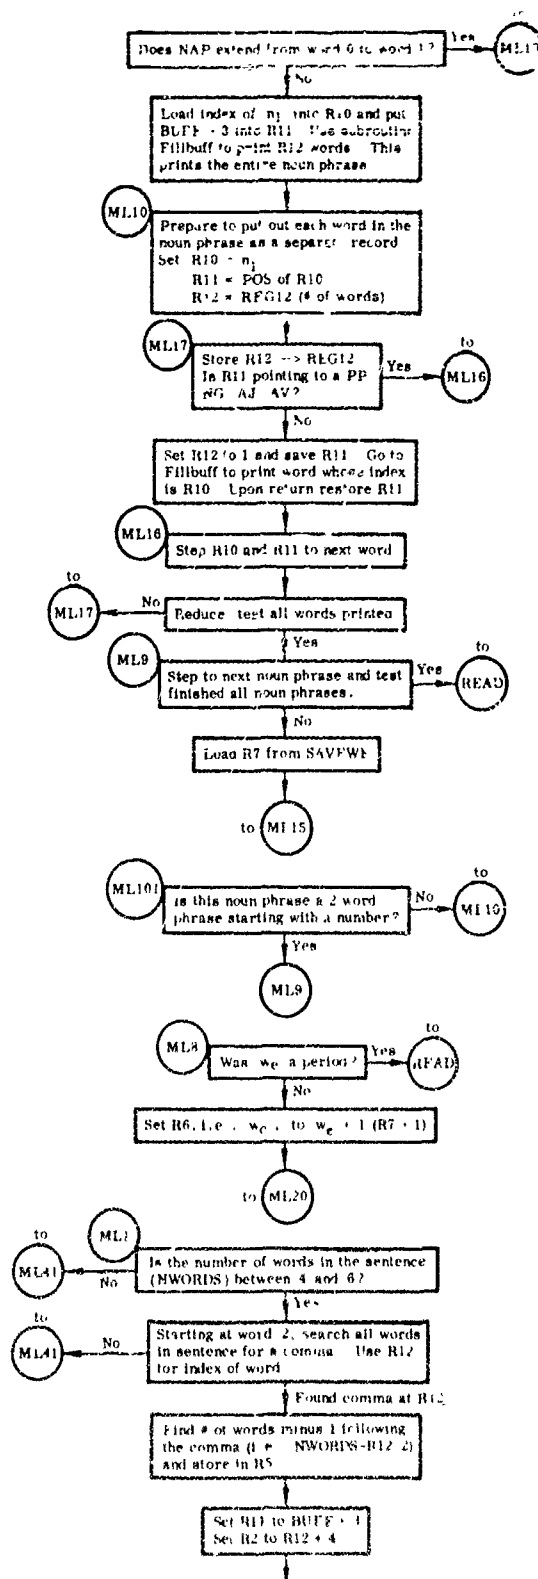 to
Does NAP extend from word 0 to word 1?
Yes
ML17
No
Load index of n1 into R10 and put
BUFF + 3 into R11 Use subroutine
Fillbuff to print R12 words This
prints the entire noun phrase
ML10
Prepare to put out each word in the
noun phrase as a separate record
Set R10 = n1
R11 = POS of R10
R12 = REG12 (# of words)
ML17
Store R12 --> REG12
Is R11 pointing to a PP
NG AJ AV?
Yes
to
ML16
No
Set R12 to 1 and save R11 Go to
Fillbuff to print word whose index
is R10 Upon return restore R11
ML16
Step R10 and R11 to next word
to
ML17
No
Reduce test all words printed
Yes
ML9
Step to next noun phrase and test
finished all noun phrases.
Yes
to
READ
No
Load R7 from SAVEWE
to ML15
ML101
Is this noun phrase a 2 word
phrase starting with a number?
No
to
ML10
Yes
ML9
ML8
Was we a period?
Yes
to
READ
No
Set R6, i.e., wc, to we + 1 (R7 + 1)
to ML20
ML1
Is the number of words in the sentence
(NWORDS) between 4 and 6?
to
ML41
No
Yes
Starting at word 2, search all words
in sentence for a comma Use R12
for index of word
to
ML41
No
Found comma at R12
Find # of words minus 1 following
the comma (i e NWORDS-R12-2)
and store in R5
Set R11 to BUFF + 3
Set R2 to R12 + 4